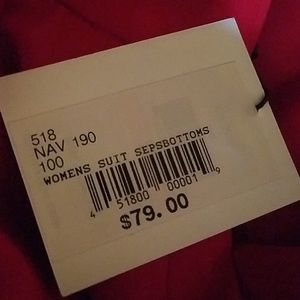 518
NAV 190
100
WOMENS SUIT SEPSBOTTOMS
4 51800 00001 9
$79.00